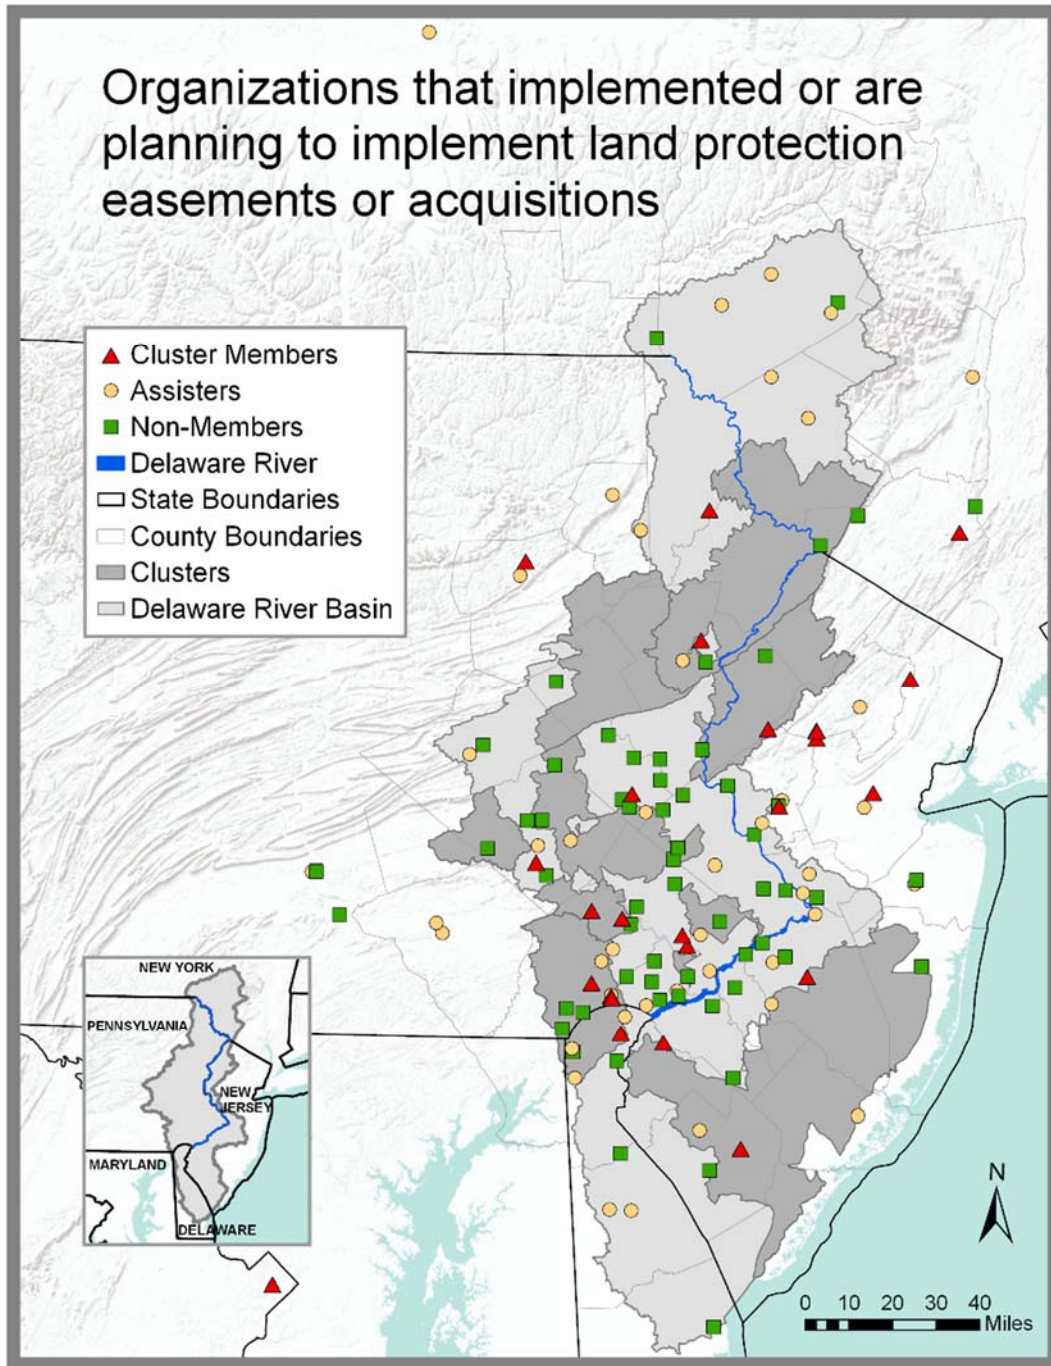 Organizations that implemented or are
planning to implement land protection
easements or acquisitions
Cluster Members
Assisters
Non-Members
Delaware River
State Boundaries
County Boundaries
Clusters
Delaware River Basin
NEW YORK
PENNSYLVANIA
NEW
JERSEY
MARYLAND
DELAWARE
N
0 10 20 30 40
Miles